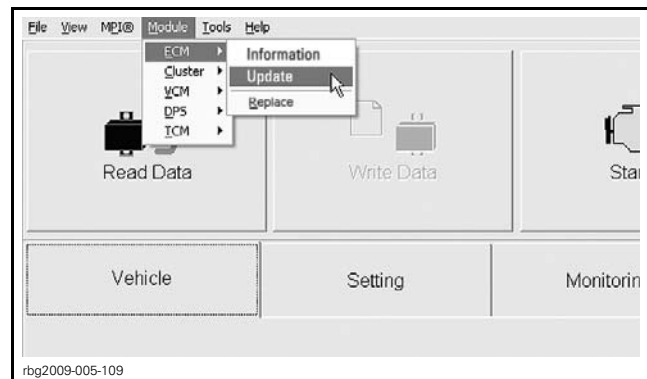 File View MPI® Module Tools Help
ECM Information
Cluster Update
VCM Replace
DPS
TCM
Read Data Write Data Star
Vehicle Setting Monitorin
rbg2009-005-109